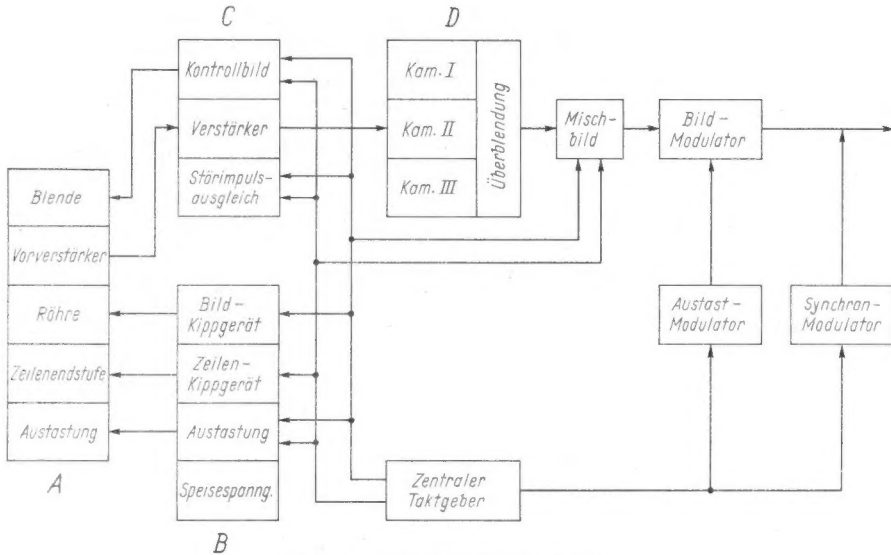 C
D
Kontrollbild
Verstärker
Störimpuls-
ausgleich
Kam. I
Kam. II
Kam. III
Überblendung
Misch-
bild
Bild-
Modulator
Blende
Vorverstärker
Röhre
Zeilenendstufe
Austastung
A
Bild-
Kippgerät
Zeilen-
Kippgerät
Austastung
Speisespanng.
B
Zentraler
Taktgeber
Austast-
Modulator
Synchron-
Modulator